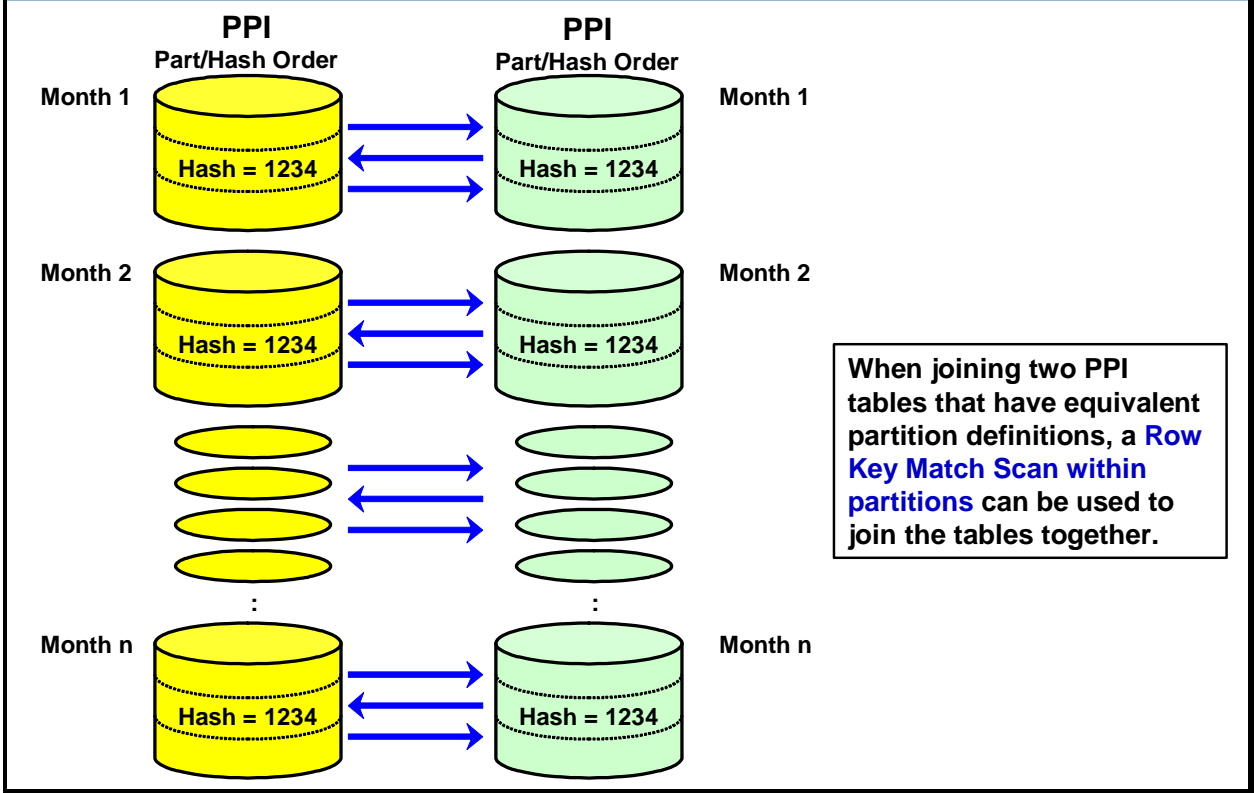 PPI PPI
Part/Hash Order Part/Hash Order
Month 1 Month 1
Hash = 1234 Hash = 1234
Month 2 Month 2
Hash = 1234 Hash = 1234
When joining two PPI
tables that have equivalent
partition definitions, a Row
Key Match Scan within
partitions can be used to
join the tables together.
: :
Month n Month n
Hash = 1234 Hash = 1234